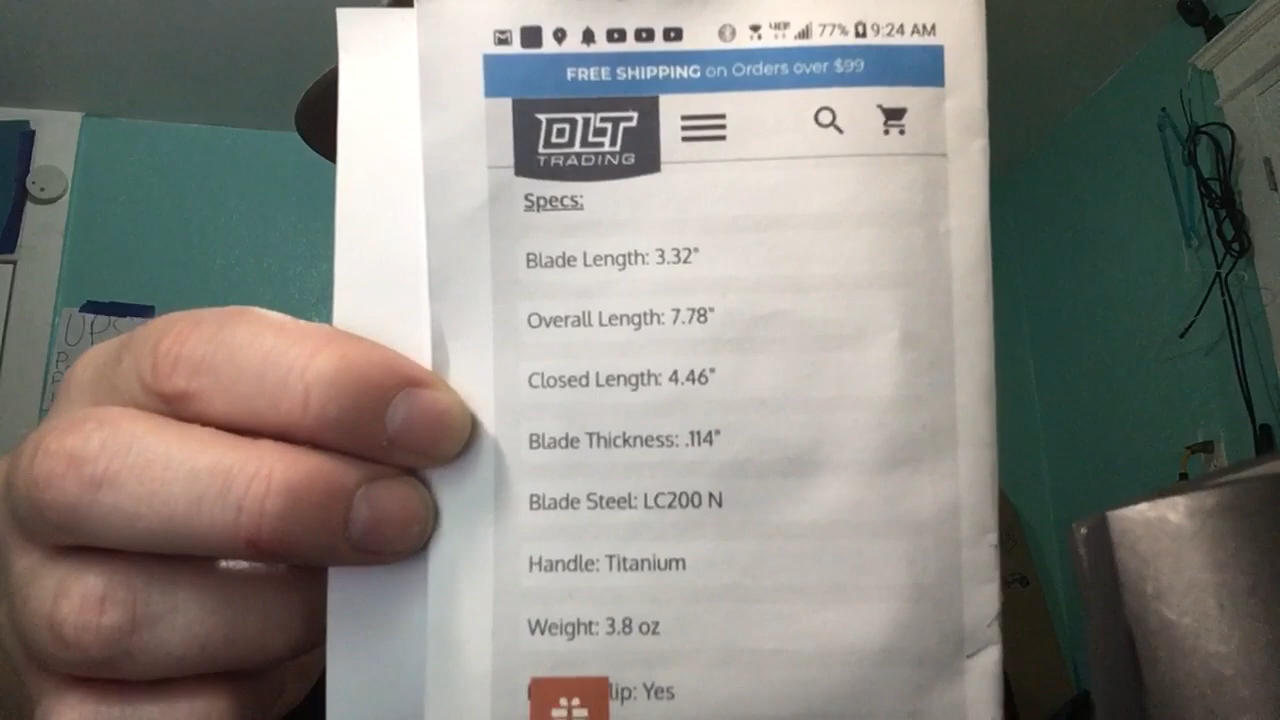 77% 9:24 AM
FREE SHIPPING on Orders over $99
DLT
TRADING
Specs:
Blade Length: 3.32"
Overall Length: 7.78"
Closed Length: 4.46"
Blade Thickness: .114"
Blade Steel: LC200 N
Handle: Titanium
Weight: 3.8 oz
lip: Yes
UPS